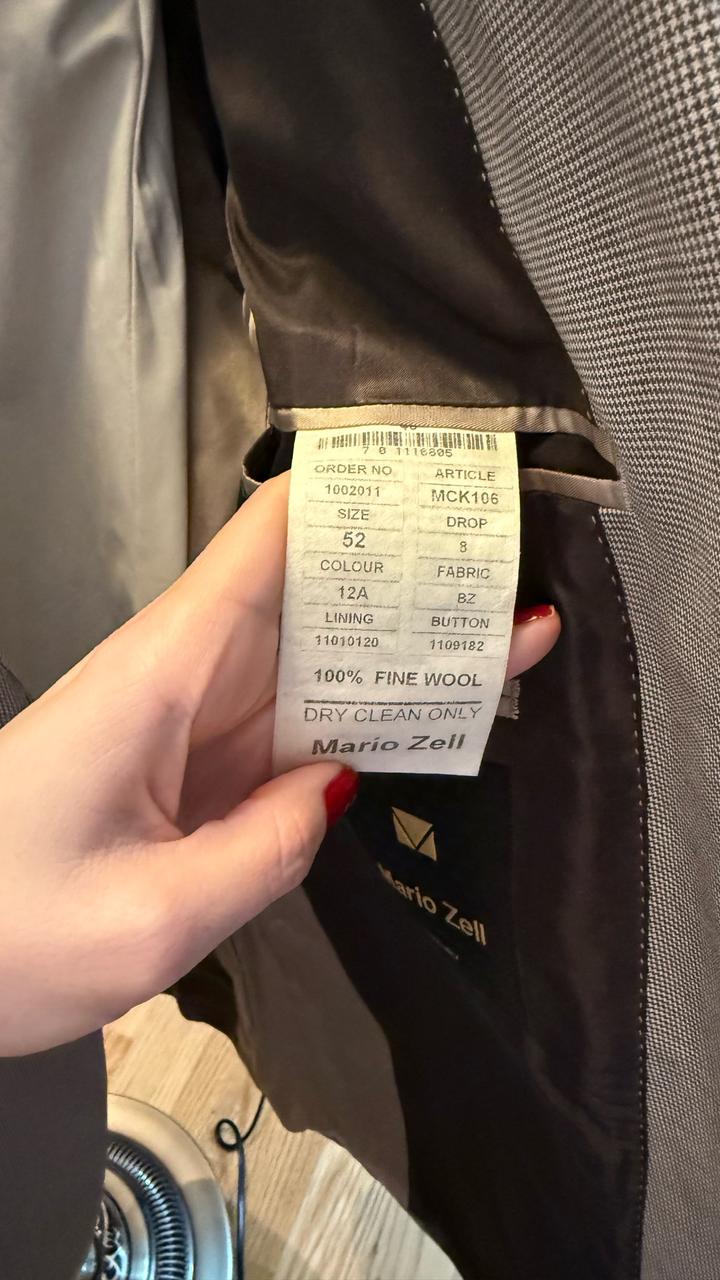 7 0 1116805
ORDER NO ARTICLE
1002011 MCK106
SIZE DROP
52 8
COLOUR FABRIC
12A BZ
LINING BUTTON
11010120 1109182
100% FINE WOOL
DRY CLEAN ONLY
Mario Zell
Mario Zell